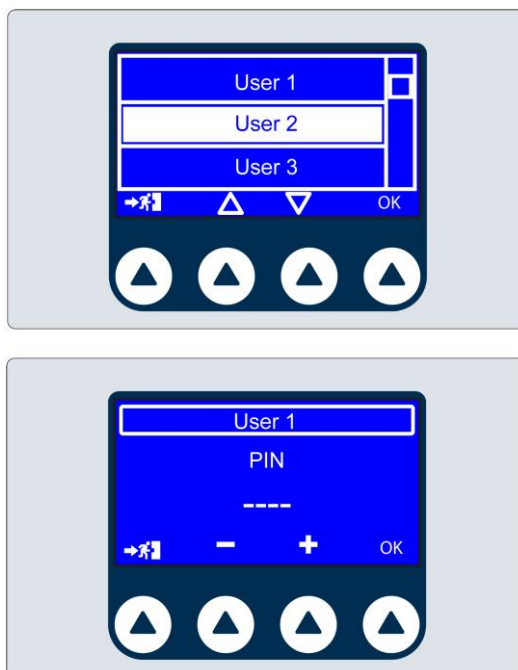 User 1
User 2
User 3
OK
User 1
PIN
----
- + OK